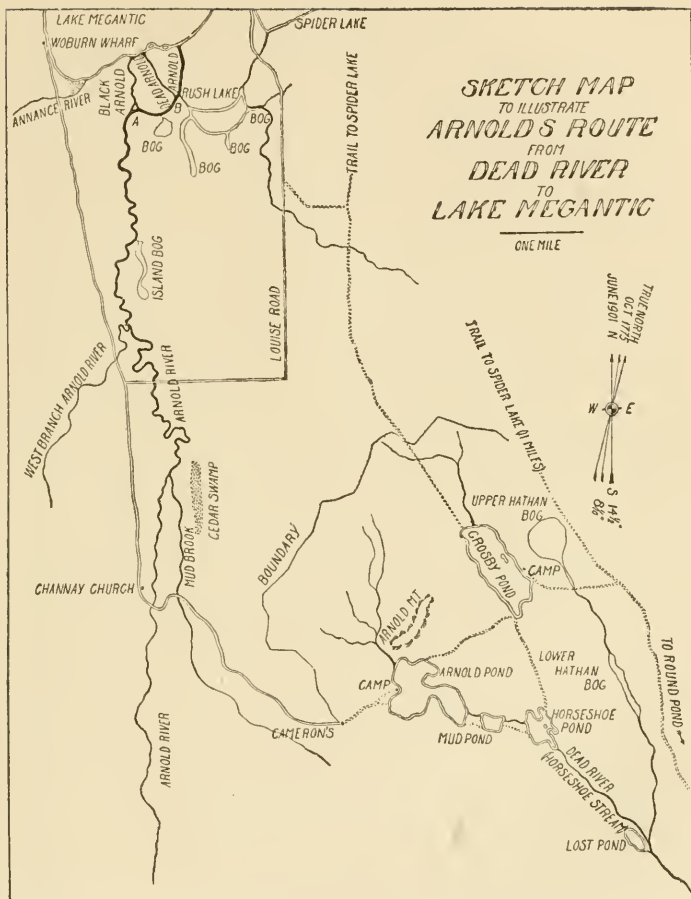 LAKE MEGANTIC
SPIDER LAKE
WOBURN WHARF
BLACK ARNOLD
DEAD ARNOLD
ARNOLD
RUSH LAKE
ANNANCE RIVER
A
B
BOG
BOG
BOG
BOG
TRAIL TO SPIDER LAKE
SKETCH MAP
TO ILLUSTRATE
ARNOLDS ROUTE
FROM
DEAD RIVER
TO
LAKE MEGANTIC
ONE MILE
ISLAND BOG
LOUISE ROAD
TRUE NORTH
OCT 1775
JUNE 1901 N
W
E
S 14½°
8½°
WEST BRANCH ARNOLD RIVER
ARNOLD RIVER
TRAIL TO SPIDER LAKE (11 MILES)
CEDAR SWAMP
MUD BROOK
UPPER HATHAN
BOG
BOUNDARY
CROSBY POND
CAMP
CHANNAY CHURCH
ARNOLD MT.
TO ROUND POND
LOWER
HATHAN
BOG
CAMP
ARNOLD POND
ARNOLD RIVER
CAMERON'S
MUD POND
HORSESHOE
POND
DEAD RIVER
HORSESHOE STREAM
LOST POND